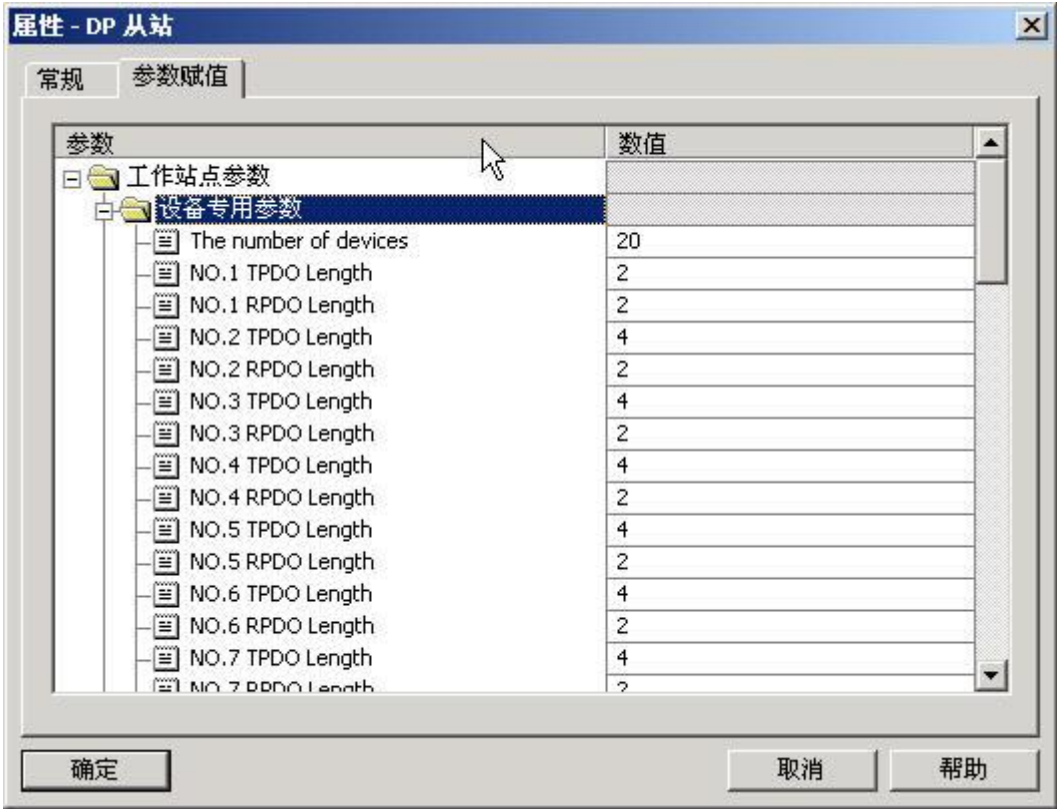 属性 - DP 从站
常规 参数赋值
参数 数值
工作站点参数
设备专用参数
The number of devices 20
NO.1 TPDO Length 2
NO.1 RPDO Length 2
NO.2 TPDO Length 4
NO.2 RPDO Length 2
NO.3 TPDO Length 4
NO.3 RPDO Length 2
NO.4 TPDO Length 4
NO.4 RPDO Length 2
NO.5 TPDO Length 4
NO.5 RPDO Length 2
NO.6 TPDO Length 4
NO.6 RPDO Length 2
NO.7 TPDO Length 4
NO.7 RPDO Length 2
确定 取消 帮助